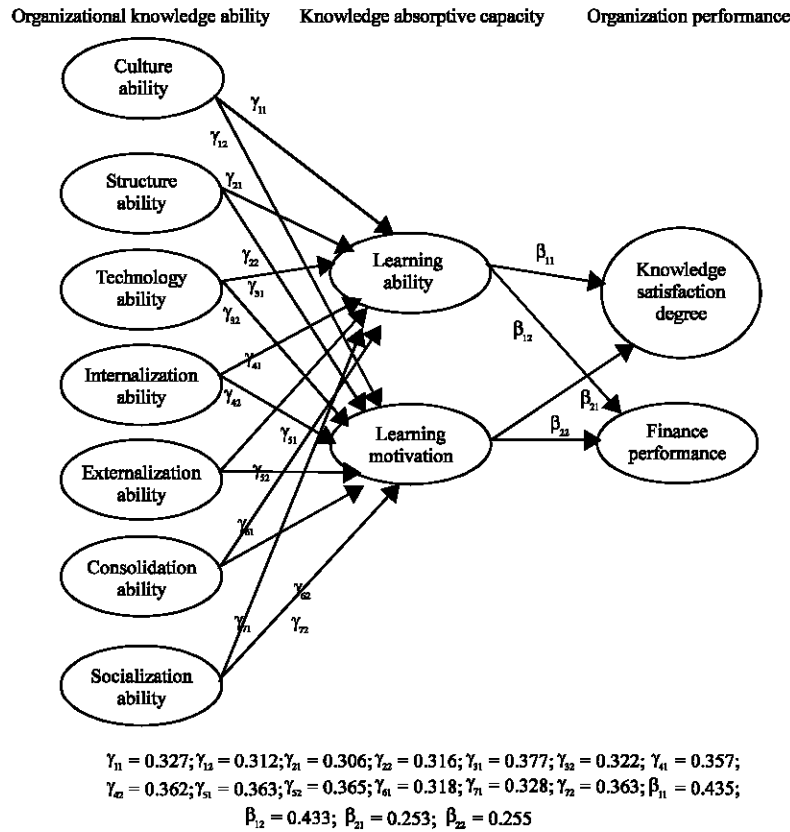 Organizational knowledge ability Knowledge absorptive capacity Organization performance
Culture
ability
γ₁₁
γ₁₂
Structure
ability
γ₂₁
γ₂₂
Technology
ability
γ₃₁
γ₃₂
Learning
ability
β₁₁
β₁₂
Knowledge
satisfaction
degree
Internalization
ability
γ₄₁
γ₄₂
γ₅₁
Learning
motivation
β₂₁
β₂₂
Finance
performance
Externalization
ability
γ₅₂
γ₆₁
Consolidation
ability
γ₆₂
γ₇₁
γ₇₂
Socialization
ability
γ₁₁ = 0.327; γ₁₂ = 0.312; γ₂₁ = 0.306; γ₂₂ = 0.316; γ₃₁ = 0.377; γ₃₂ = 0.322; γ₄₁ = 0.357;
γ₄₂ = 0.362; γ₅₁ = 0.363; γ₅₂ = 0.365; γ₆₁ = 0.318; γ₇₁ = 0.328; γ₇₂ = 0.363; β₁₁ = 0.435;
β₁₂ = 0.433; β₂₁ = 0.253; β₂₂ = 0.255